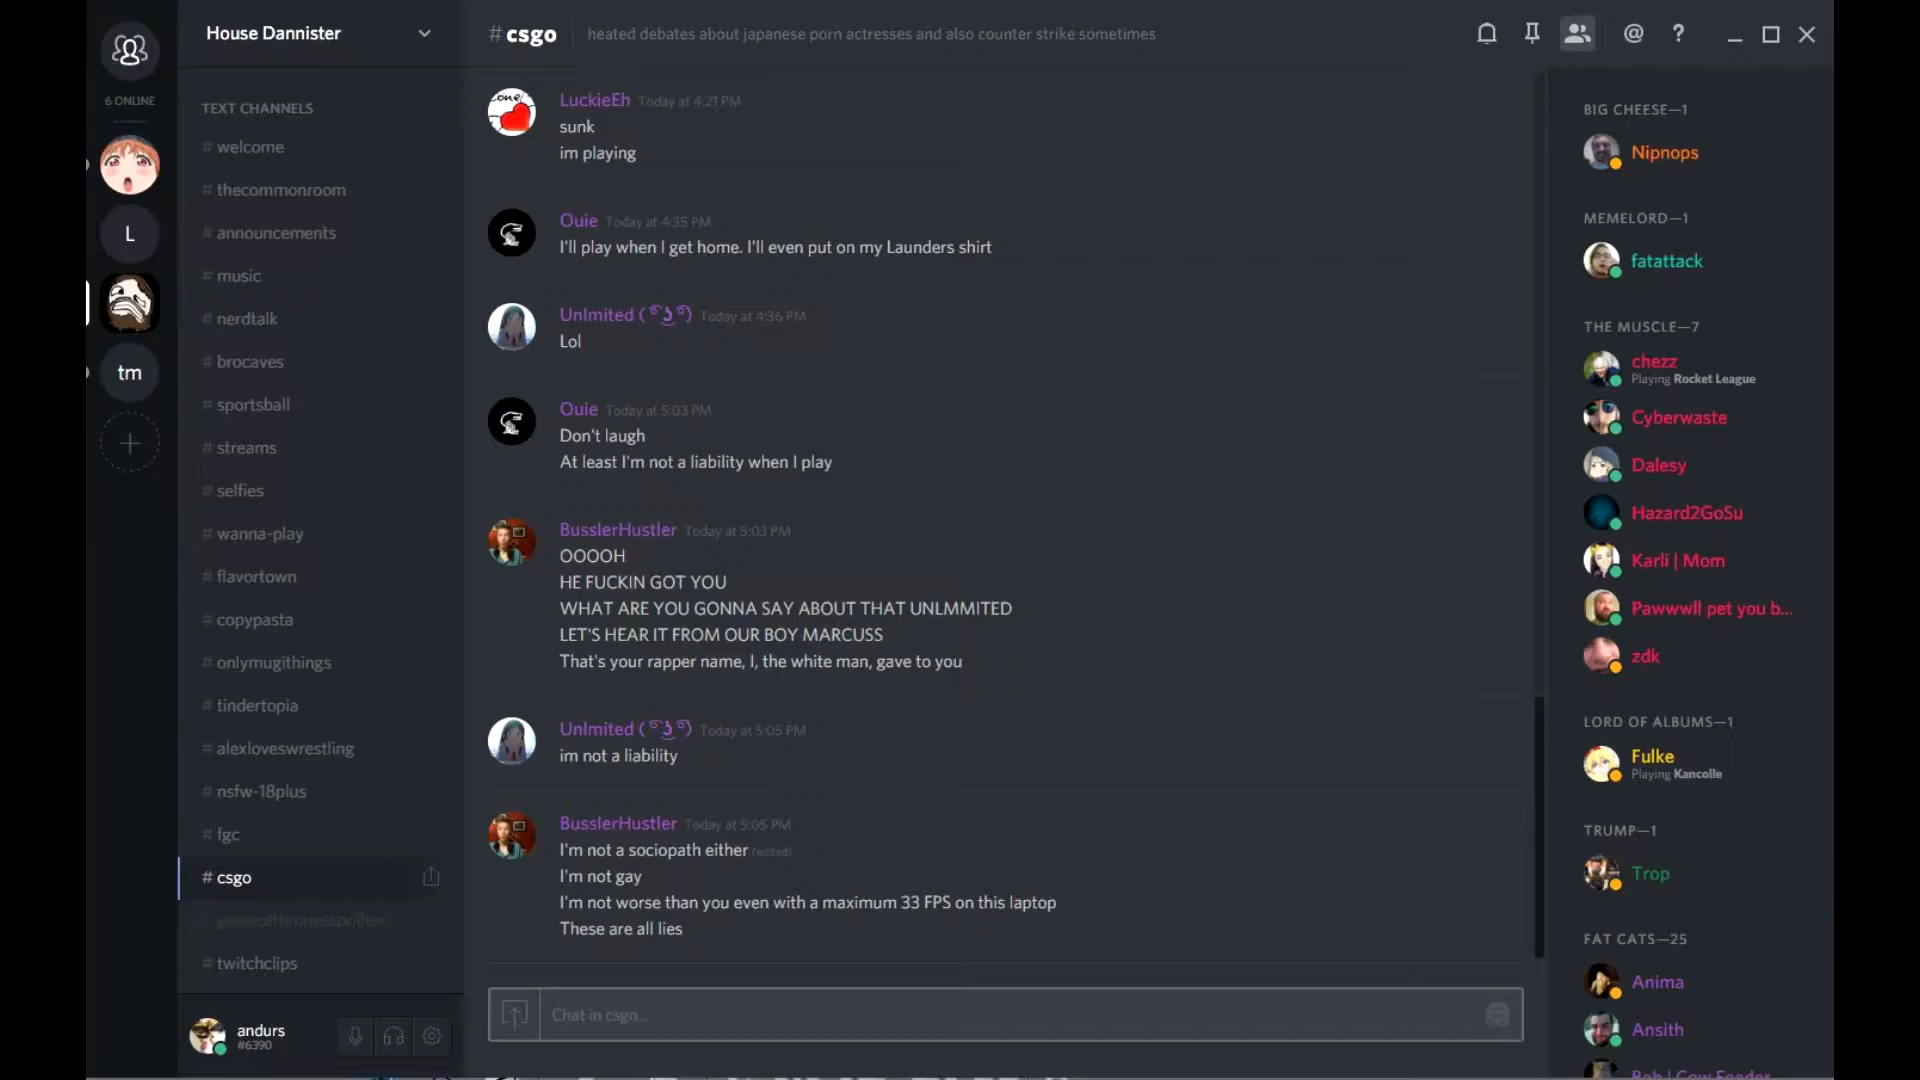 6 ONLINE
L
tm
House Dannister
TEXT CHANNELS
# welcome
# thecommonroom
# announcements
# music
# nerdtalk
# brocaves
# sportsball
# streams
# selfies
# wanna-play
# flavortown
# copypasta
# onlymugithings
# tindertopia
# alexloveswrestling
# nsfw-18plus
# fgc
# csgo
# twitchclips
andurs
#6390
# csgo
heated debates about japanese porn actresses and also counter strike sometimes
LuckieEh Today at 4:21 PM
sunk
im playing
Ouie Today at 4:35 PM
I'll play when I get home. I'll even put on my Launders shirt
Unlmited ( ͡° ͜ʖ ͡°) Today at 4:36 PM
Lol
Ouie Today at 5:03 PM
Don't laugh
At least I'm not a liability when I play
BusslerHustler Today at 5:03 PM
OOOOH
HE FUCKIN GOT YOU
WHAT ARE YOU GONNA SAY ABOUT THAT UNLMMITED
LET'S HEAR IT FROM OUR BOY MARCUSS
That's your rapper name, I, the white man, gave to you
Unlmited ( ͡° ͜ʖ ͡°) Today at 5:05 PM
im not a liability
BusslerHustler Today at 5:05 PM
I'm not a sociopath either (edited)
I'm not gay
I'm not worse than you even with a maximum 33 FPS on this laptop
These are all lies
Chat in csgo...
BIG CHEESE—1
Nipnops
MEMELORD—1
fatattack
THE MUSCLE—7
chezz
Playing Rocket League
Cyberwaste
Dalesy
Hazard2GoSu
Karli | Mom
Pawwwll pet you b...
zdk
LORD OF ALBUMS—1
Fulke
Playing Kancolle
TRUMP—1
Trop
FAT CATS—25
Anima
Ansith